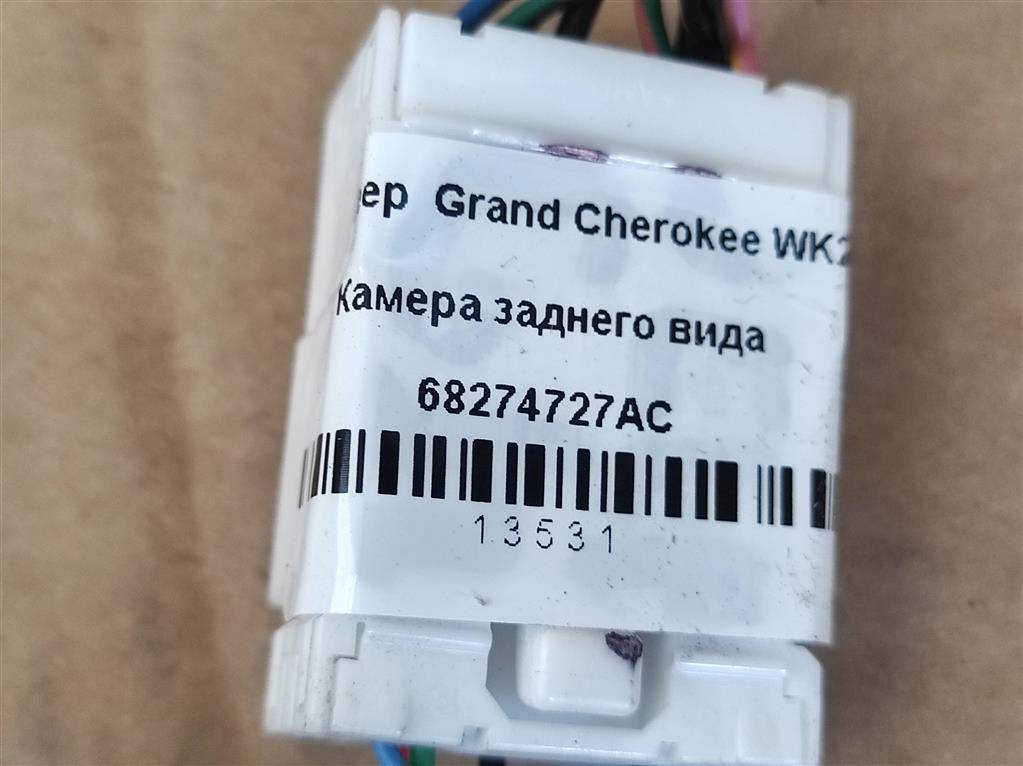 Grand Cherokee WK2
Камера заднего вида
68274727AC
13531